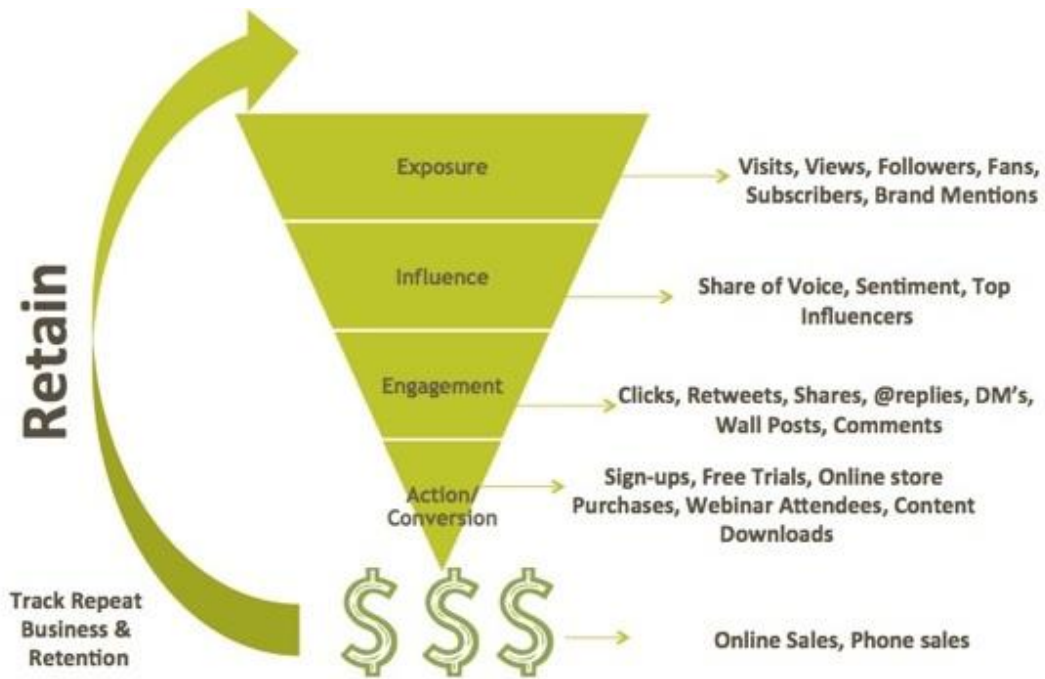 Exposure
Visits, Views, Followers, Fans,
Subscribers, Brand Mentions
Influence
Share of Voice, Sentiment, Top
Influencers
Engagement
Clicks, Retweets, Shares, @replies, DM's,
Wall Posts, Comments
Action/
Conversion
Sign-ups, Free Trials, Online store
Purchases, Webinar Attendees, Content
Downloads
$ $ $
Online Sales, Phone sales
Retain
Track Repeat
Business &
Retention